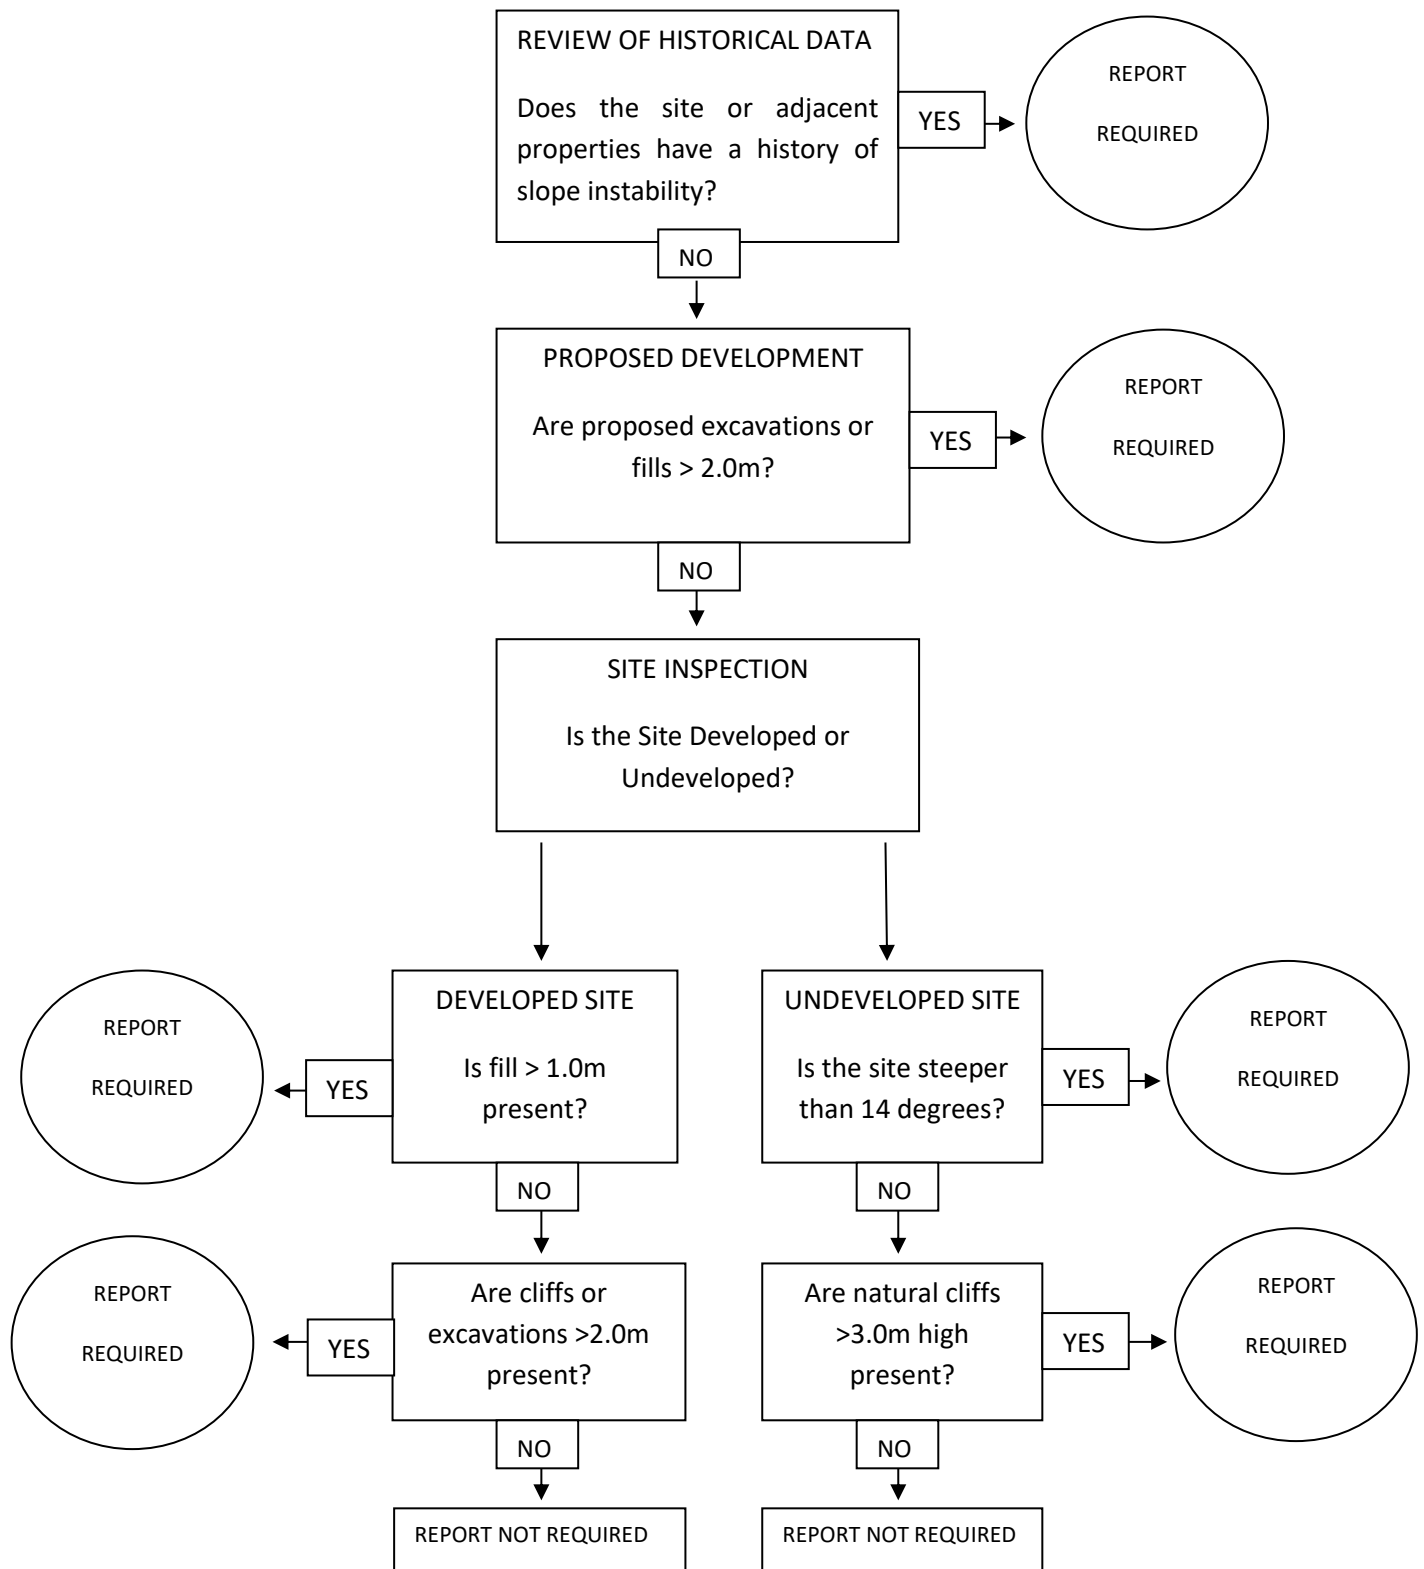 REVIEW OF HISTORICAL DATA
Does the site or adjacent
properties have a history of
slope instability?
YES
REPORT
REQUIRED
NO
PROPOSED DEVELOPMENT
Are proposed excavations or
fills > 2.0m?
YES
REPORT
REQUIRED
NO
SITE INSPECTION
Is the Site Developed or
Undeveloped?
DEVELOPED SITE
Is fill > 1.0m
present?
YES
REPORT
REQUIRED
NO
Are cliffs or
excavations >2.0m
present?
YES
REPORT
REQUIRED
NO
REPORT NOT REQUIRED
UNDEVELOPED SITE
Is the site steeper
than 14 degrees?
YES
REPORT
REQUIRED
NO
Are natural cliffs
>3.0m high
present?
YES
REPORT
REQUIRED
NO
REPORT NOT REQUIRED